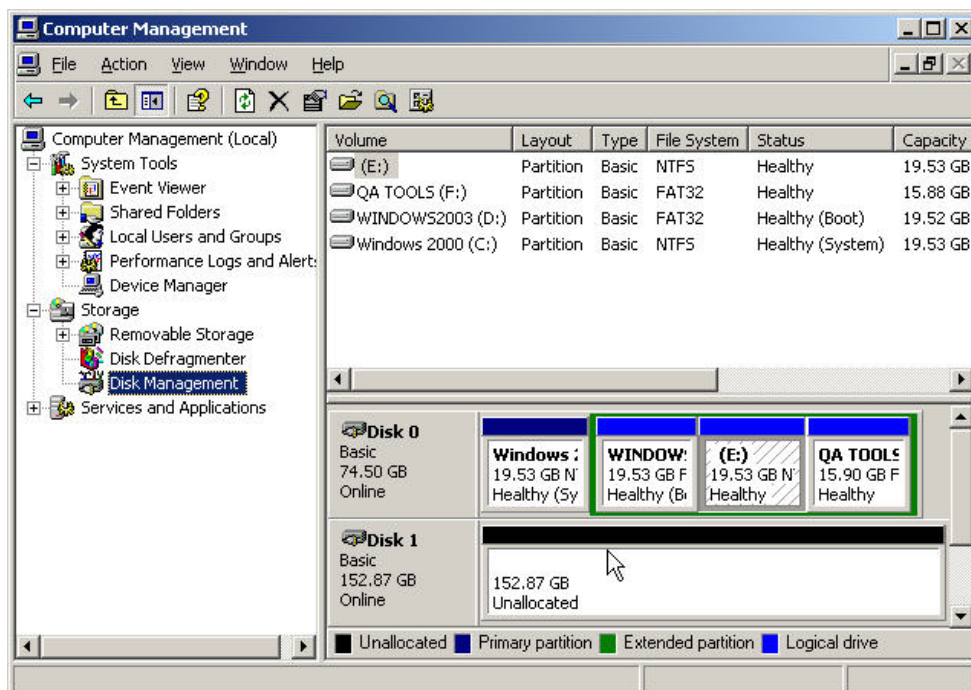 Computer Management
File Action View Window Help
Computer Management (Local)
System Tools
Event Viewer
Shared Folders
Local Users and Groups
Performance Logs and Alert:
Device Manager
Storage
Removable Storage
Disk Defragmenter
Disk Management
Services and Applications
Volume Layout Type File System Status Capacity
(E:) Partition Basic NTFS Healthy 19.53 GB
QA TOOLS (F:) Partition Basic FAT32 Healthy 15.88 GB
WINDOWS2003 (D:) Partition Basic FAT32 Healthy (Boot) 19.52 GB
Windows 2000 (C:) Partition Basic NTFS Healthy (System) 19.53 GB
Disk 0
Basic
74.50 GB
Online
Windows :
19.53 GB N
Healthy (Sy
WINDOW:
19.53 GB F
Healthy (B
(E:)
19.53 GB N
Healthy
QA TOOLS
15.90 GB F
Healthy
Disk 1
Basic
152.87 GB
Online
152.87 GB
Unallocated
Unallocated Primary partition Extended partition Logical drive